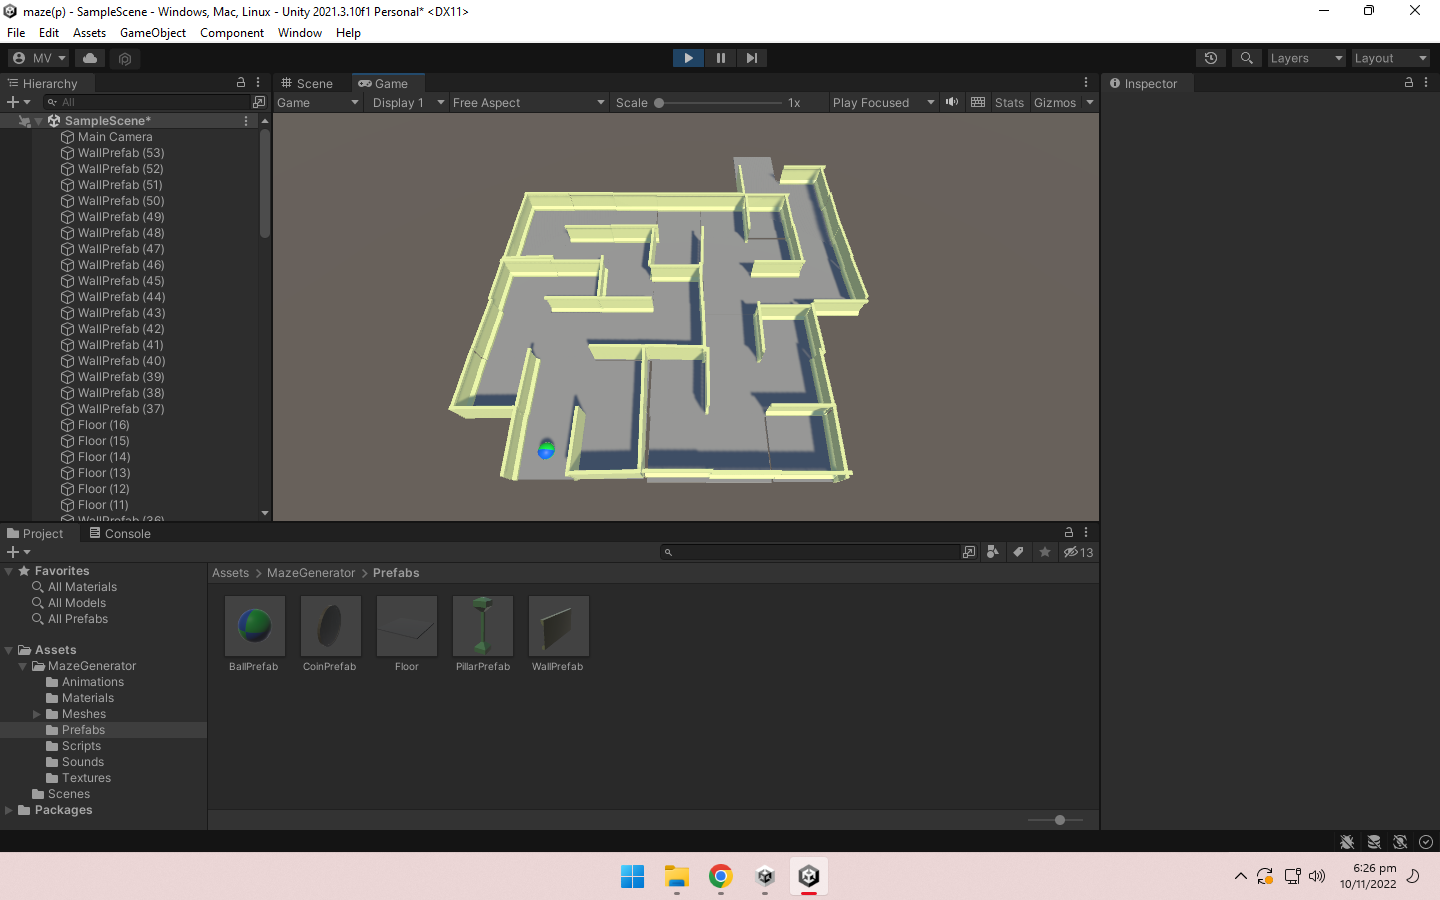 maze(p) - SampleScene - Windows, Mac, Linux - Unity 2021.3.10f1 Personal* <DX11>
File Edit Assets GameObject Component Window Help
MV Layers Layout
Hierarchy Scene Game Inspector
All Game Display 1 Free Aspect Scale 1x Play Focused Stats Gizmos
SampleScene*
Main Camera
WallPrefab (53)
WallPrefab (52)
WallPrefab (51)
WallPrefab (50)
WallPrefab (49)
WallPrefab (48)
WallPrefab (47)
WallPrefab (46)
WallPrefab (45)
WallPrefab (44)
WallPrefab (43)
WallPrefab (42)
WallPrefab (41)
WallPrefab (40)
WallPrefab (39)
WallPrefab (38)
WallPrefab (37)
Floor (16)
Floor (15)
Floor (14)
Floor (13)
Floor (12)
Floor (11)
WallPrefab (36)
Project Console
13
Favorites
All Materials
All Models
All Prefabs
Assets
MazeGenerator
Animations
Materials
Meshes
Prefabs
Scripts
Sounds
Textures
Scenes
Packages
Assets > MazeGenerator > Prefabs
BallPrefab CoinPrefab Floor PillarPrefab WallPrefab
6:26 pm
10/11/2022